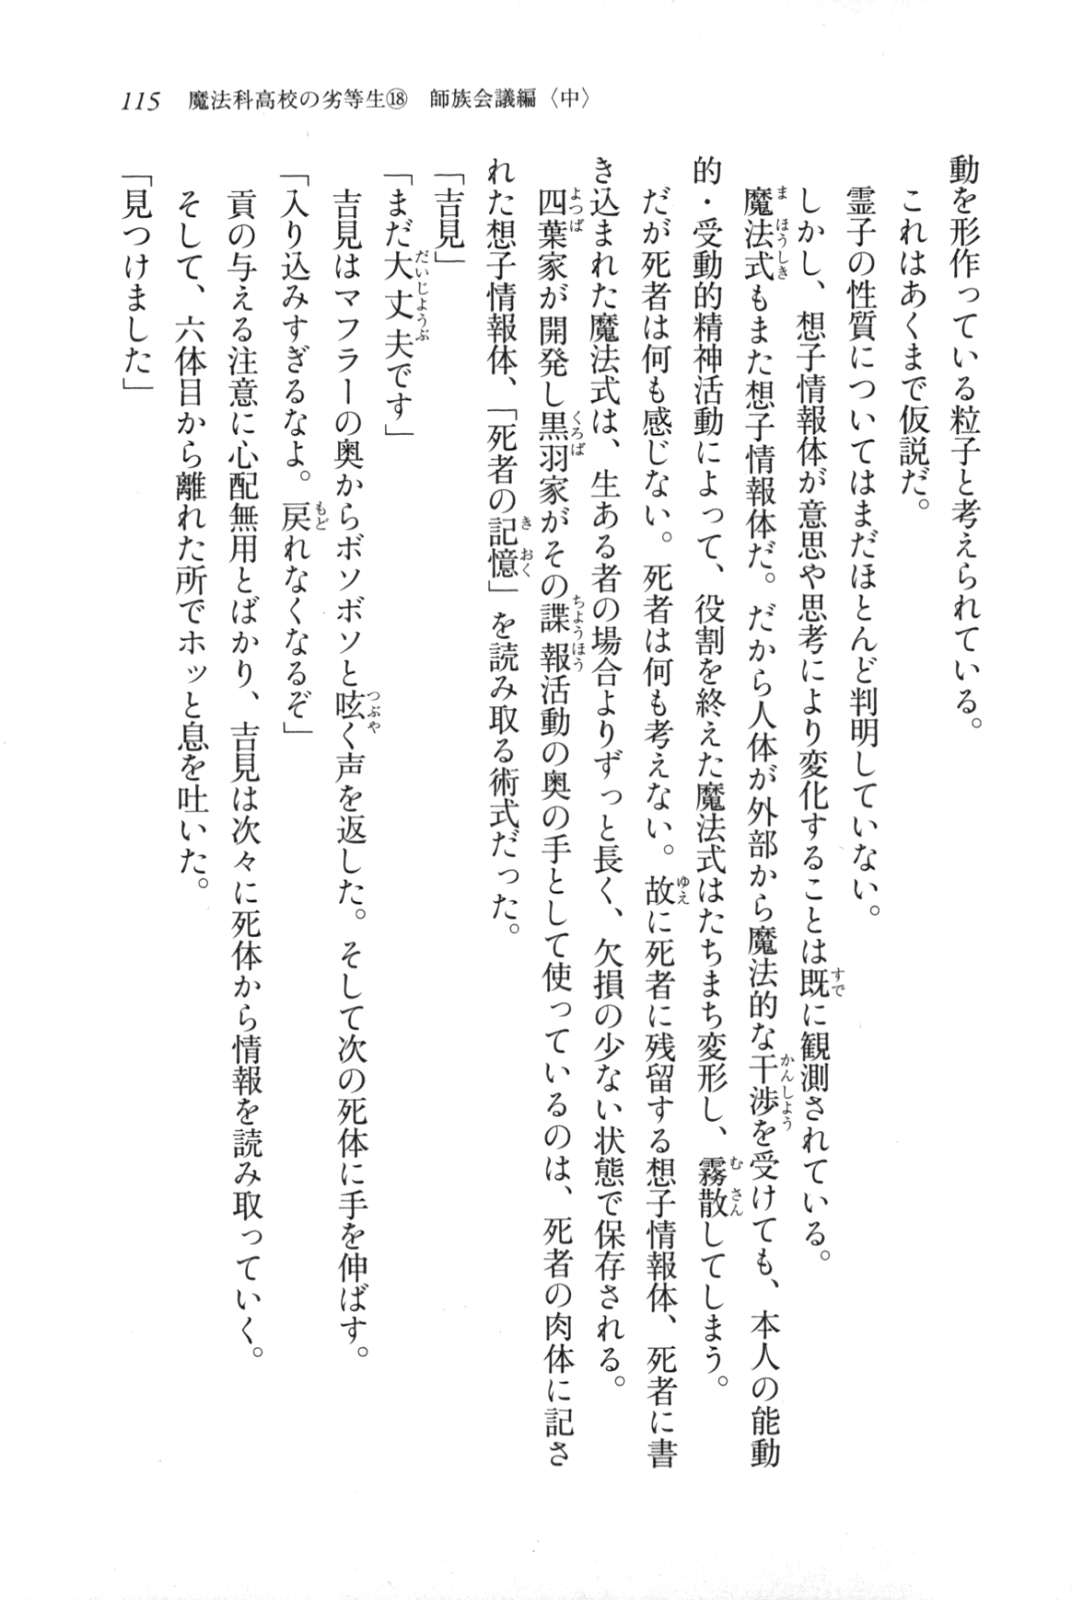 115　魔法科高校の劣等生⑱　師族会議編〈中〉
動を形作っている粒子と考えられている。
これはあくまで仮説だ。
霊子の性質についてはまだほとんど判明していない。
しかし、想子情報体が意思や思考により変化することは既に観測されている。
魔法式もまた想子情報体だ。だから人体が外部から魔法的な干渉を受けても、本人の能動
的・受動的精神活動によって、役割を終えた魔法式はたちまち変形し、霧散してしまう。
だが死者は何も感じない。死者は何も考えない。故に死者に残留する想子情報体、死者に書
き込まれた魔法式は、生ある者の場合よりずっと長く、欠損の少ない状態で保存される。
四葉家が開発し黒羽家がその諜報活動の奥の手として使っているのは、死者の肉体に記さ
れた想子情報体、「死者の記憶」を読み取る術式だった。
「吉見」
「まだ大丈夫です」
吉見はマフラーの奥からボソボソと呟く声を返した。そして次の死体に手を伸ばす。
「入り込みすぎるなよ。戻れなくなるぞ」
貢の与える注意に心配無用とばかり、吉見は次々に死体から情報を読み取っていく。
そして、六体目から離れた所でホッと息を吐いた。
「見つけました」